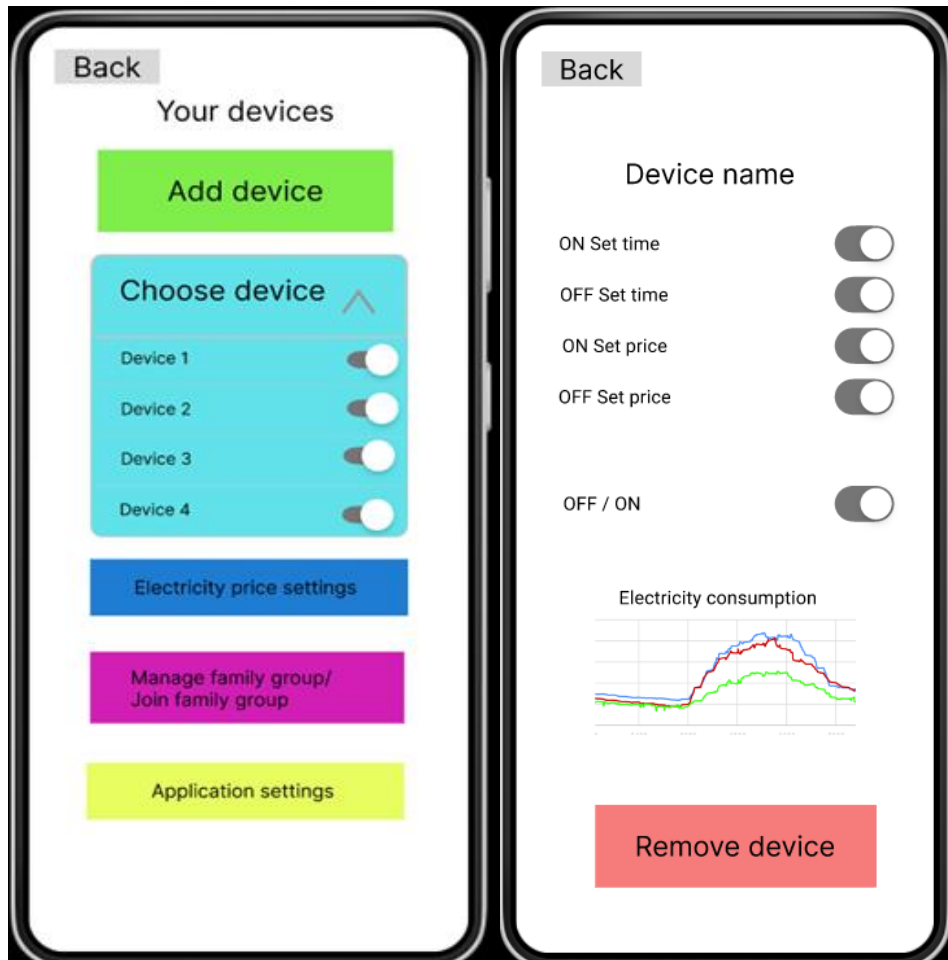 Back
Your devices
Add device
Choose device
Device 1
Device 2
Device 3
Device 4
Electricity price settings
Manage family group/
Join family group
Application settings
Back
Device name
ON Set time
OFF Set time
ON Set price
OFF Set price
OFF / ON
Electricity consumption
Remove device